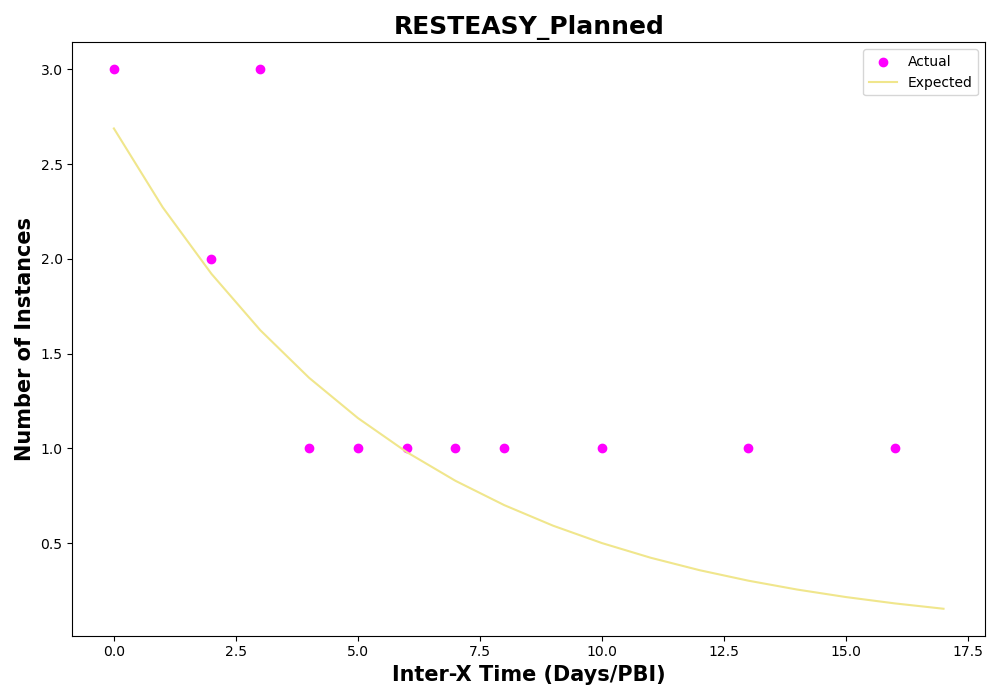 RESTEASY_Planned
Actual
Expected
3.0
2.5
2.0
1.5
1.0
0.5
Number of Instances
0.0 2.5 5.0 7.5 10.0 12.5 15.0 17.5
Inter-X Time (Days/PBI)